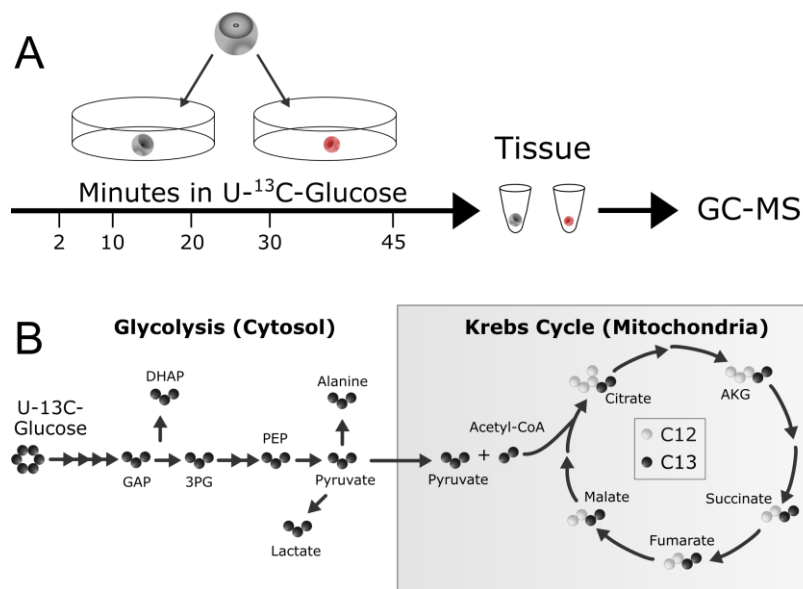 A
Minutes in U-¹³C-Glucose
2 10 20 30 45
Tissue
GC-MS
B
Glycolysis (Cytosol)
Krebs Cycle (Mitochondria)
DHAP
Alanine
U-13C-
Glucose
PEP
GAP
3PG
Pyruvate
Lactate
Acetyl-CoA
Pyruvate
+
Citrate
AKG
C12
C13
Malate
Succinate
Fumarate